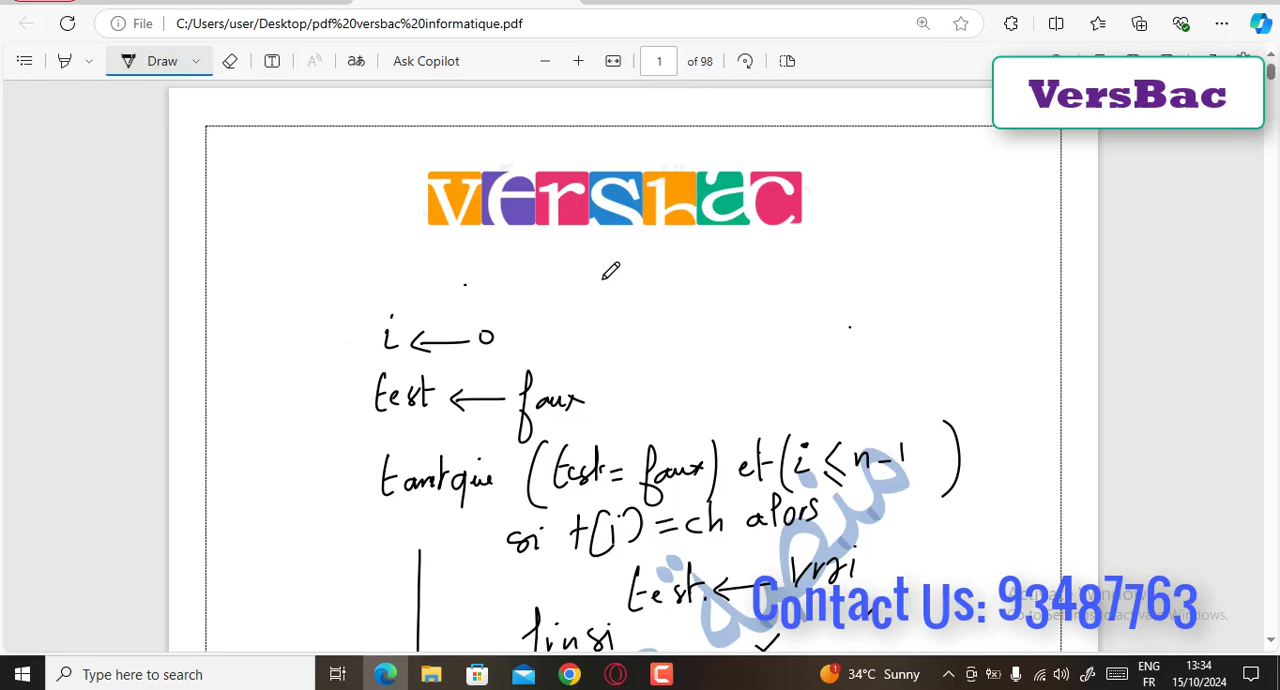 File
C:/Users/user/Desktop/pdf%20versbac%20informatique.pdf
Draw
aあ
Ask Copilot
1
of 98
VersBac
versbac
i ← 0
test ← faux
tantque (test = faux) et (i ≤ n-1 )
si t(i) = ch alors
test ← vrai
finsi
Contact Us: 93487763
Type here to search
34°C Sunny
ENG
FR
13:34
15/10/2024